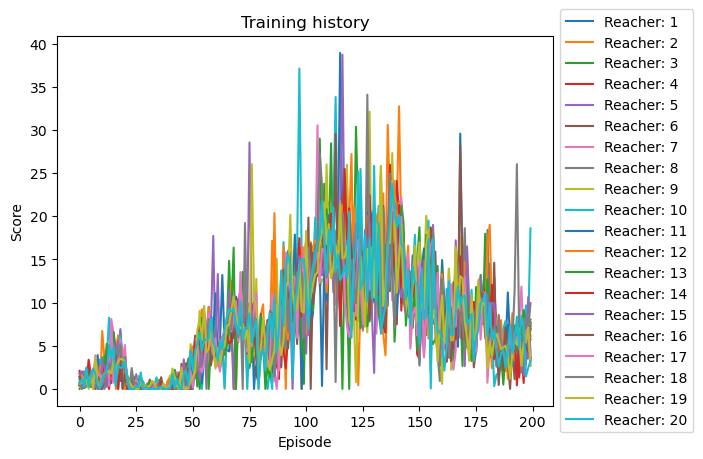 Training history
Score
40
35
30
25
20
15
10
5
0
0 25 50 75 100 125 150 175 200
Episode
Reacher: 1
Reacher: 2
Reacher: 3
Reacher: 4
Reacher: 5
Reacher: 6
Reacher: 7
Reacher: 8
Reacher: 9
Reacher: 10
Reacher: 11
Reacher: 12
Reacher: 13
Reacher: 14
Reacher: 15
Reacher: 16
Reacher: 17
Reacher: 18
Reacher: 19
Reacher: 20